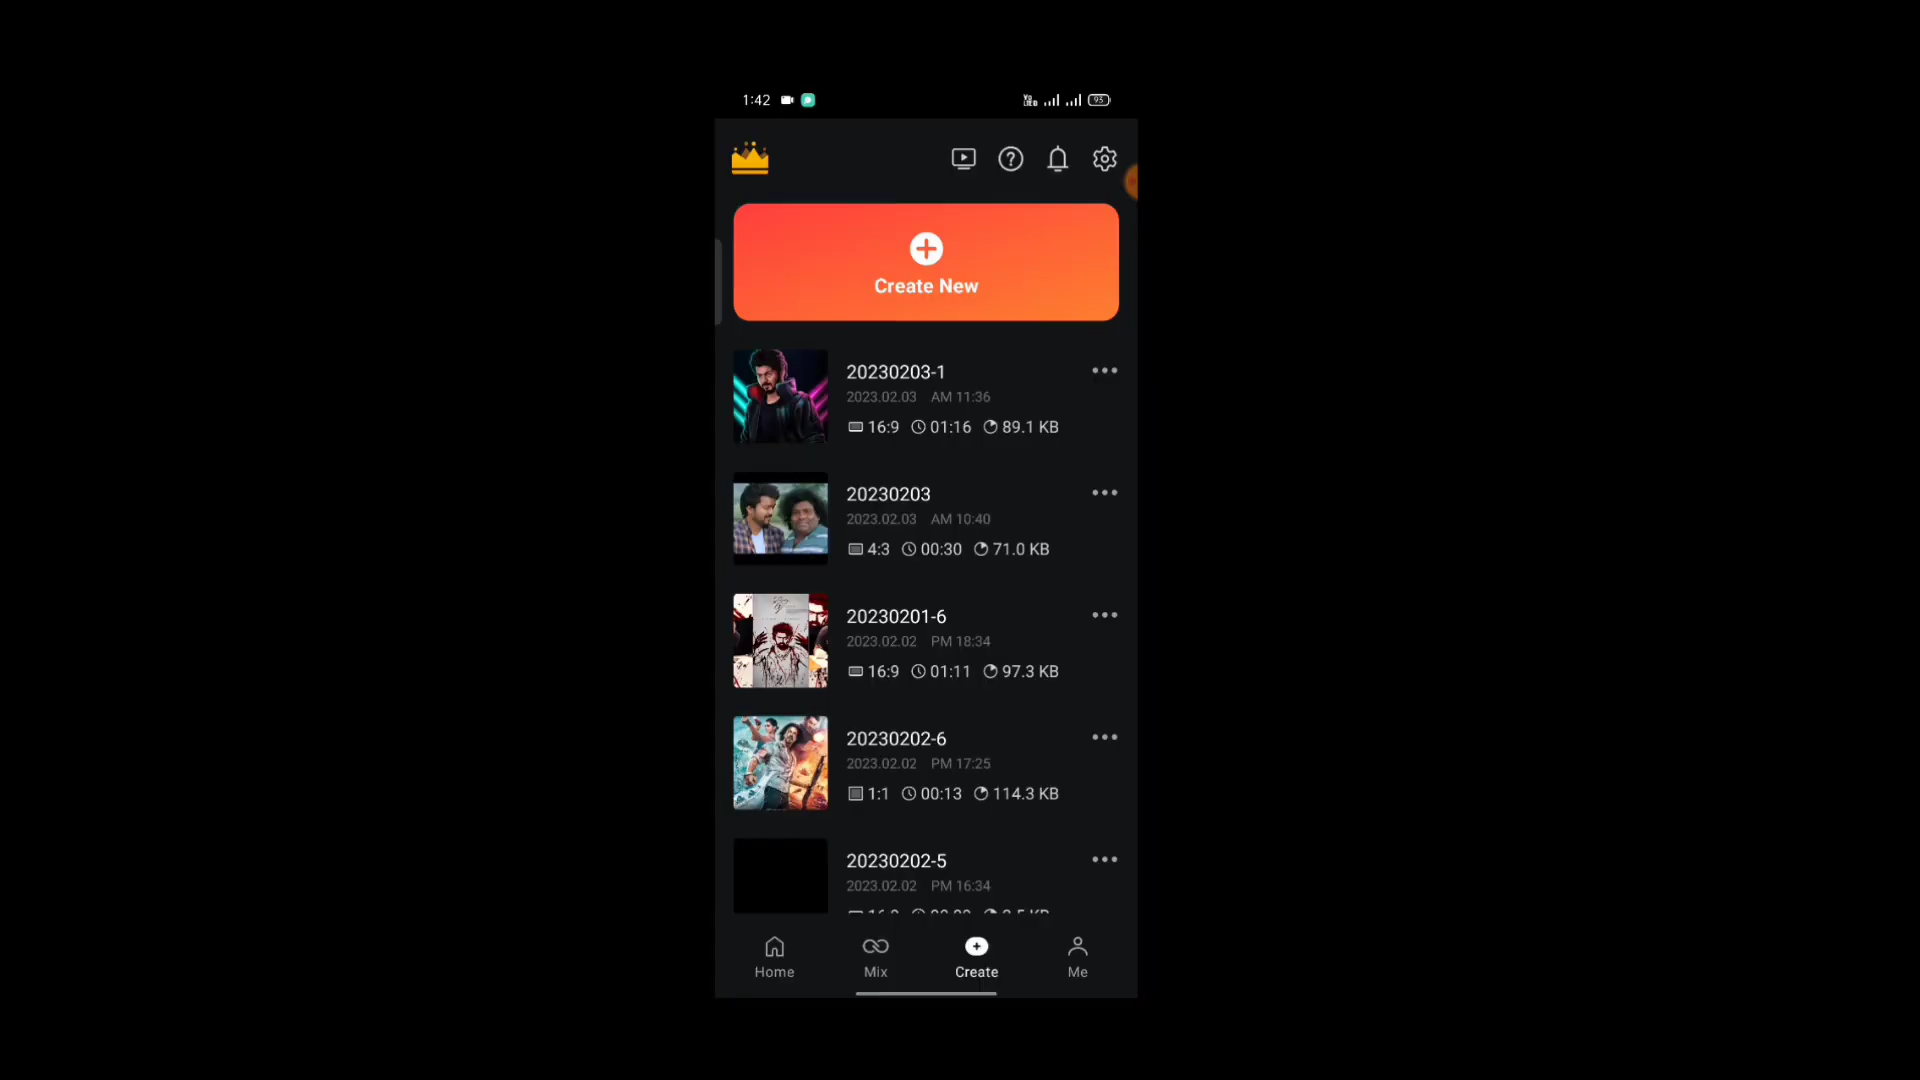 1:42 93
Create New
20230203-1
2023.02.03 AM 11:36
16:9 01:16 89.1 KB
20230203
2023.02.03 AM 10:40
4:3 00:30 71.0 KB
20230201-6
2023.02.02 PM 18:34
16:9 01:11 97.3 KB
20230202-6
2023.02.02 PM 17:25
1:1 00:13 114.3 KB
20230202-5
2023.02.02 PM 16:34
Home Mix Create Me